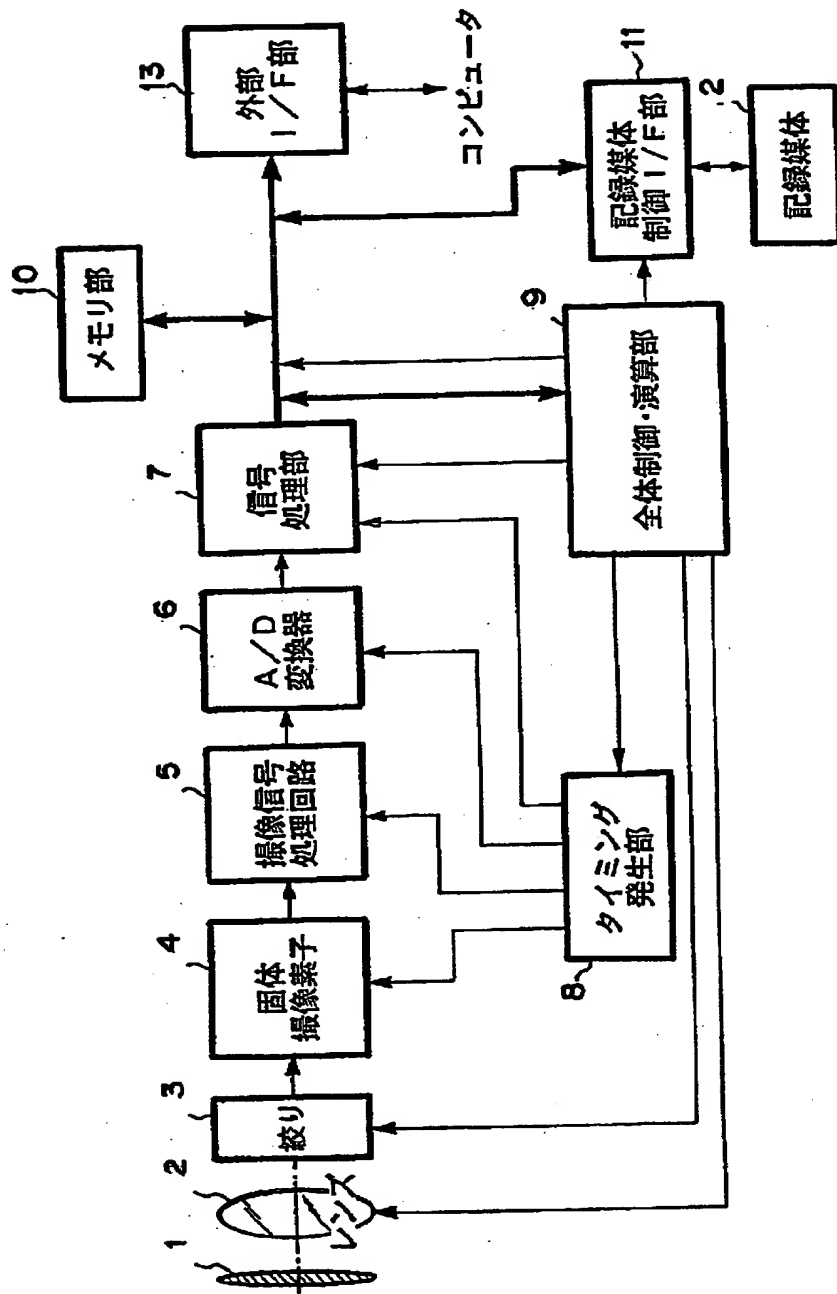 1
2
レンズ
3
絞り
4
固体
撮像素子
5
撮像信号
処理回路
6
A/D
変換器
7
信号
処理部
10
メモリ部
13
外部
I/F部
コンピュータ
8
タイミング
発生部
9
全体制御・演算部
11
記録媒体
制御I/F部
2
記録媒体